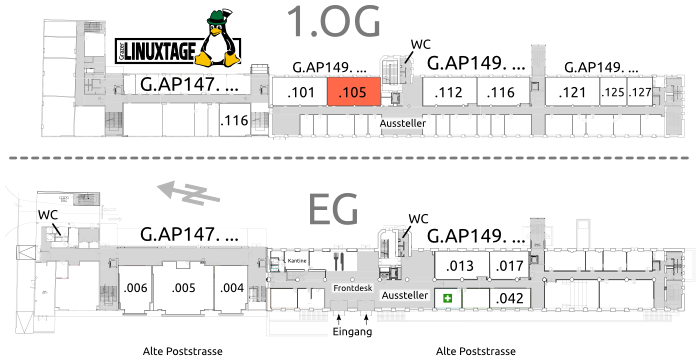 1.OG
Grazer
LINUXTAGE
WC
G.AP147. ...
G.AP149. ...
G.AP149. ...
G.AP149. ...
.101
.105
.112
.116
.121
.125
.127
.116
Aussteller
EG
WC
G.AP147. ...
WC
G.AP149. ...
Kantine
.013
.017
.006
.005
.004
Frontdesk
Aussteller
.042
Eingang
Alte Poststrasse
Alte Poststrasse